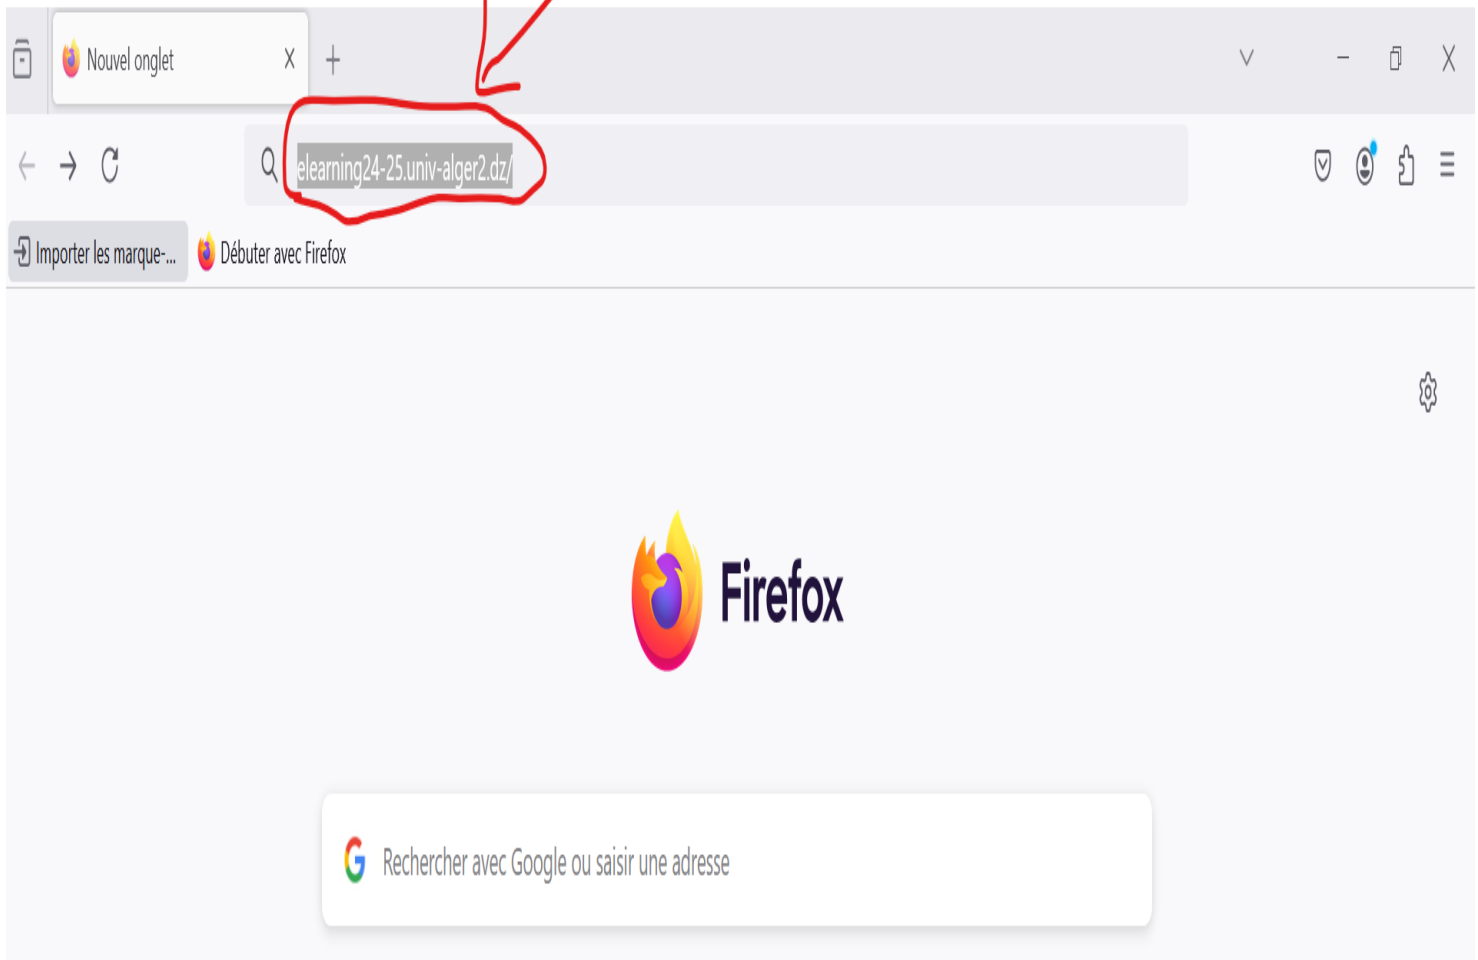 Nouvel onglet
elearning24-25.univ-alger2.dz/
Importer les marque-...
Débuter avec Firefox
Firefox
Rechercher avec Google ou saisir une adresse